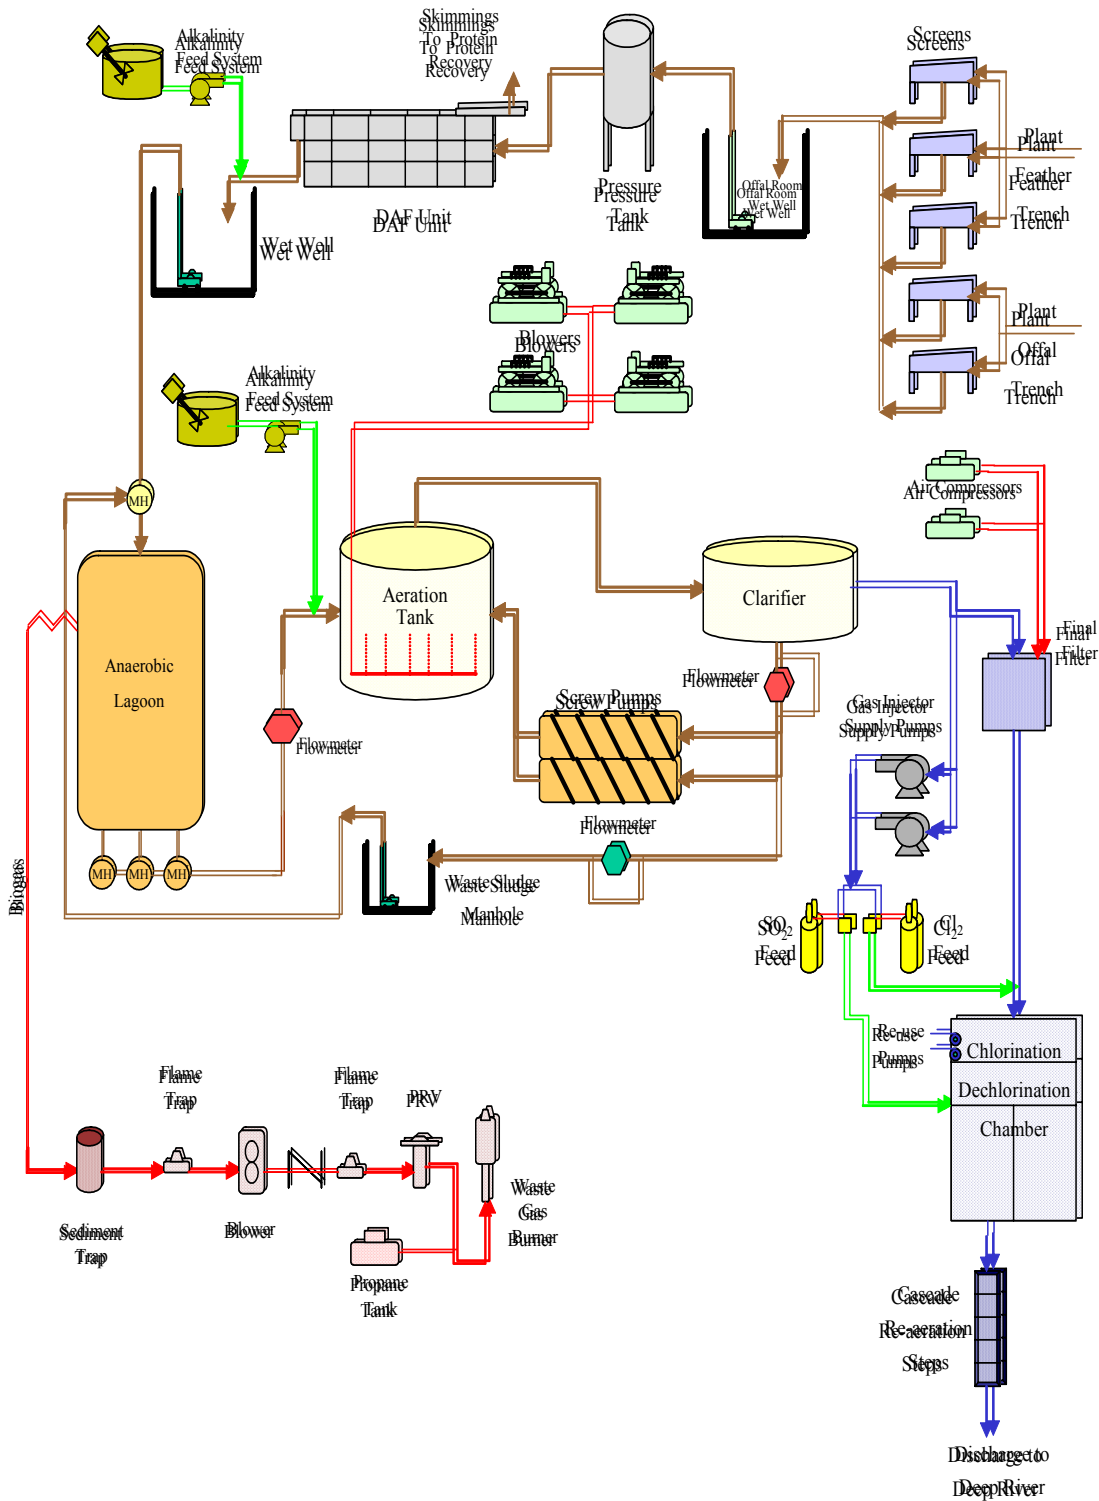 Alkalinity
Feed System
Skimmings
To Protein
Recovery
Screens
Plant
Feather
Trench
Pressure
Tank
Offal Room
Wet Well
DAF Unit
Wet Well
Blowers
Plant
Offal
Trench
Alkalinity
Feed System
Air Compressors
MH
Aeration
Tank
Clarifier
Final
Filter
Anaerobic
Lagoon
Flowmeter
Screw Pumps
Gas Injector
Supply Pumps
Flowmeter
Flowmeter
MH
MH
MH
Waste Sludge
Manhole
Biogas
SO2
Feed
Cl2
Feed
Re-use
Pumps
Chlorination
Dechlorination
Chamber
Flame
Trap
Flame
Trap
PRV
Sediment
Trap
Blower
Waste
Gas
Burner
Propane
Tank
Cascade
Re-aeration
Steps
Discharge to
Deep River